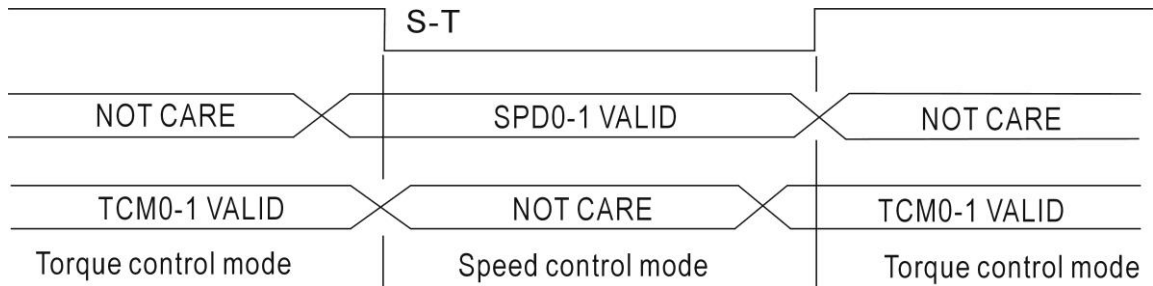 S-T
NOT CARE SPD0-1 VALID NOT CARE
TCM0-1 VALID NOT CARE TCM0-1 VALID
Torque control mode Speed control mode Torque control mode